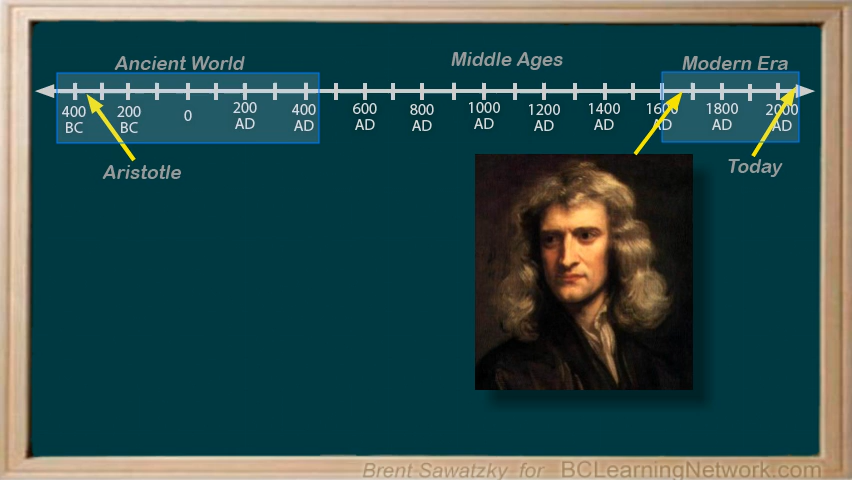 Ancient World
Middle Ages
Modern Era
400 BC
200 BC
0
200 AD
400 AD
600 AD
800 AD
1000 AD
1200 AD
1400 AD
1600 AD
1800 AD
2000 AD
Aristotle
Today
Brent Sawatzky for BCLearningNetwork.com